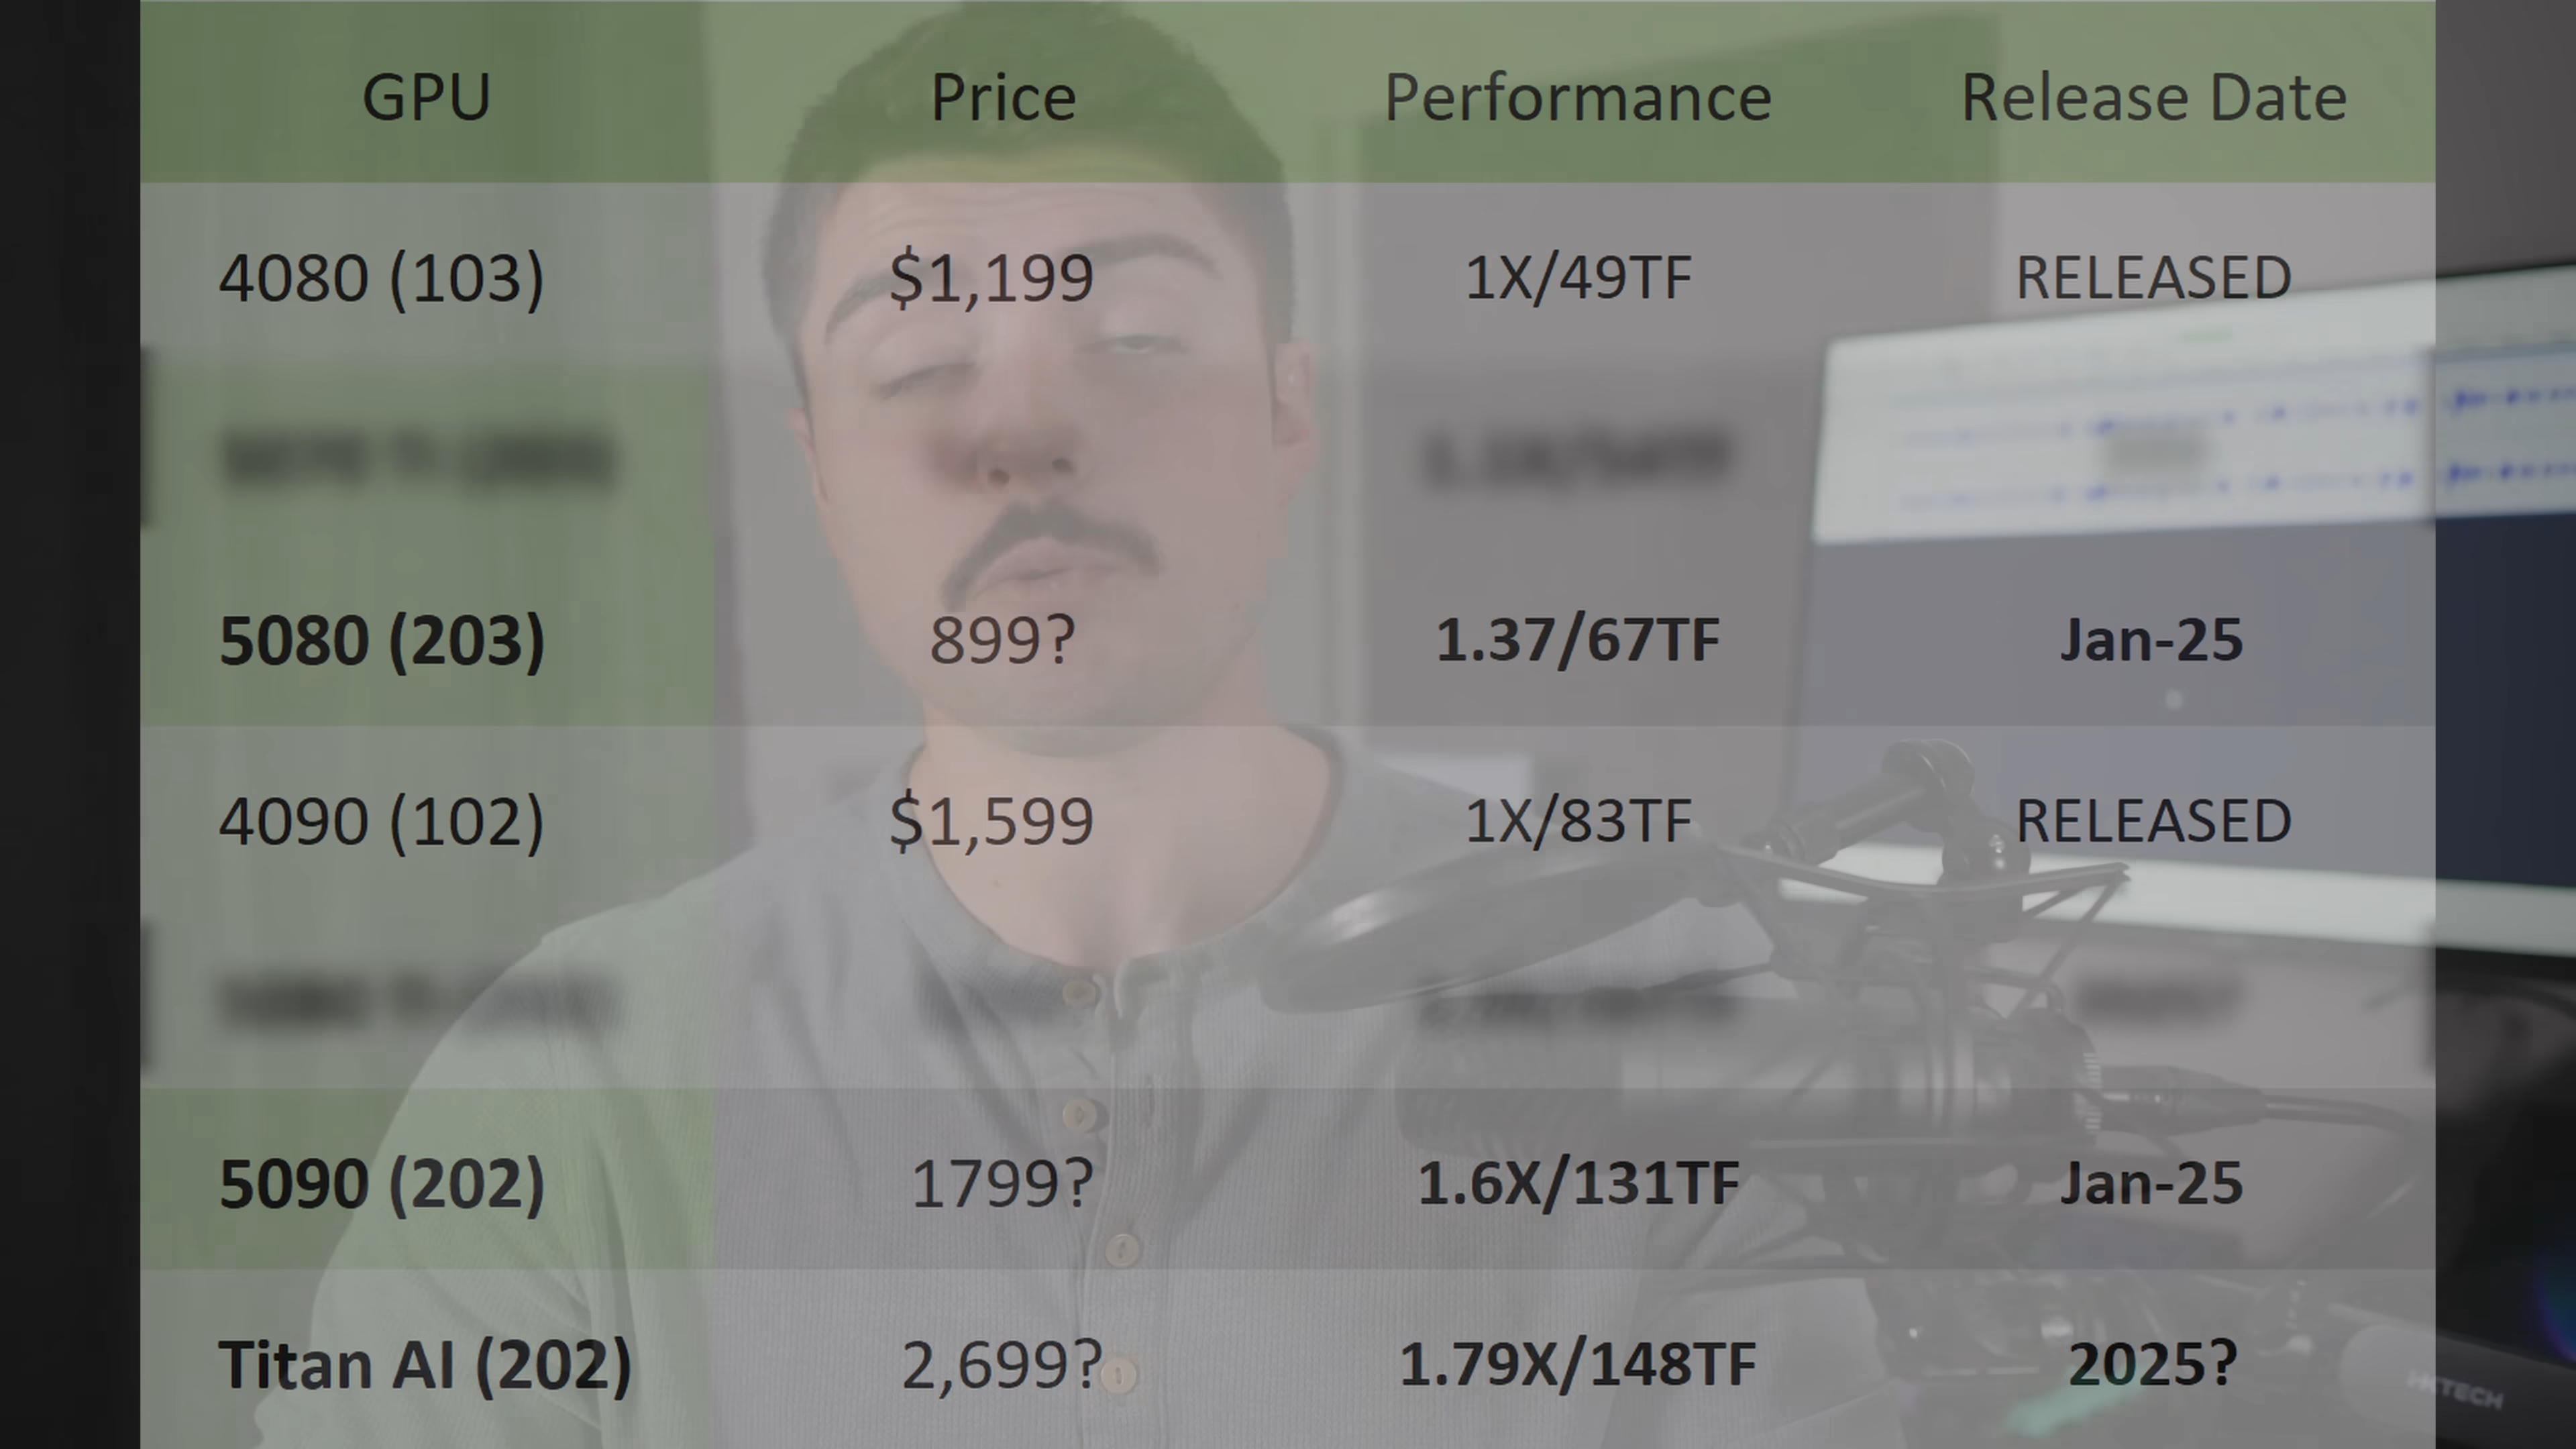 GPU Price Performance Release Date
4080 (103) $1,199 1X/49TF RELEASED
5080 (203) 899? 1.37/67TF Jan-25
4090 (102) $1,599 1X/83TF RELEASED
5090 (202) 1799? 1.6X/131TF Jan-25
Titan AI (202) 2,699? 1.79X/148TF 2025?
HKTECH